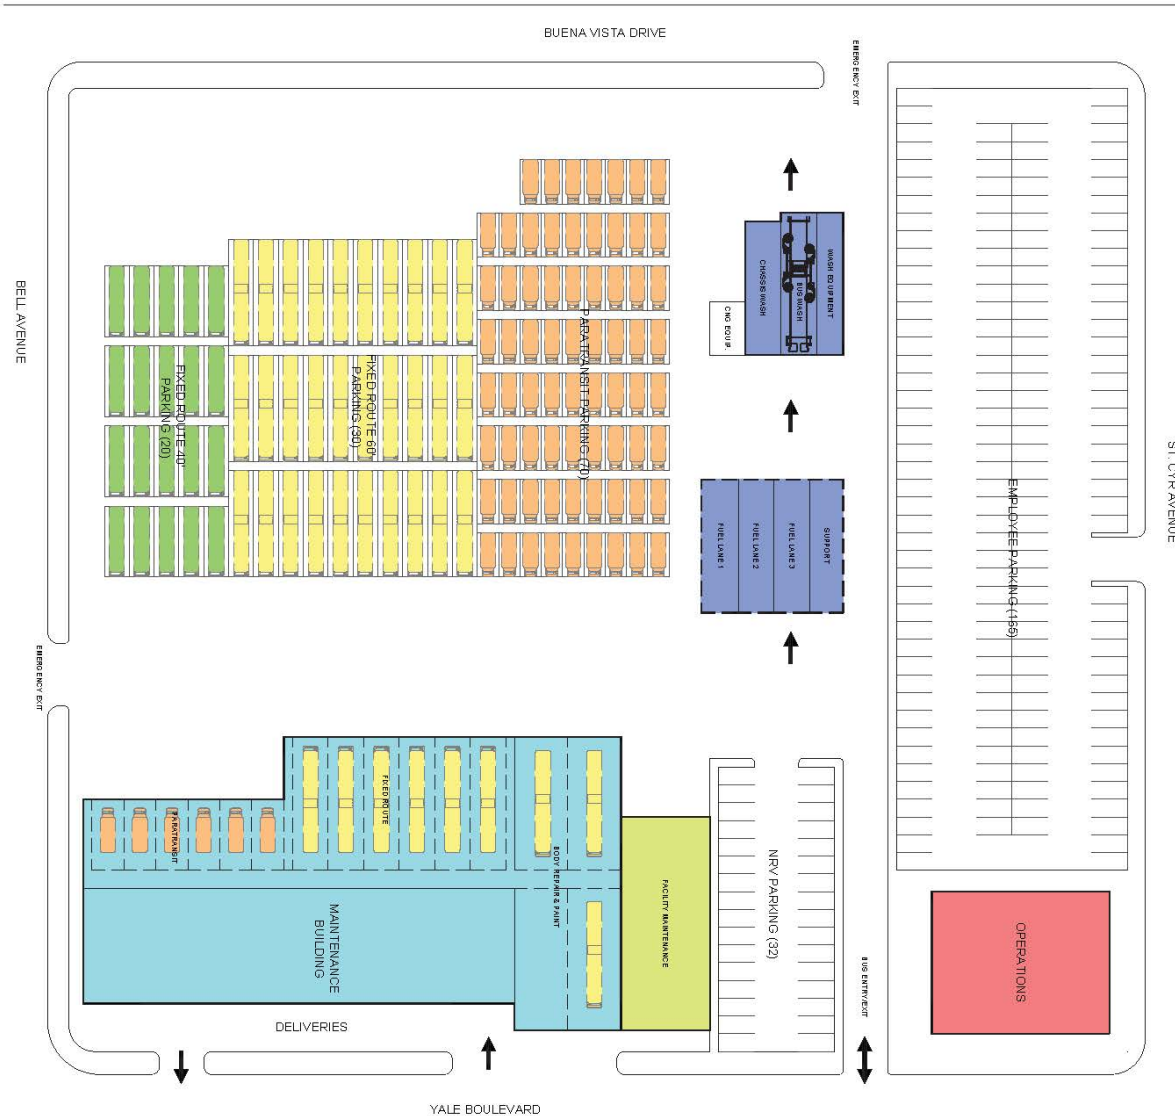 BUENA VISTA DRIVE
EMERGENCY EXIT
BELL AVENUE
FIXED ROUTE 40'
PARKING (20)
FIXED ROUTE 60'
PARKING (30)
PARATRANSIT PARKING (70)
CNG EQUIP.
CHASSIS WASH
BUS WASH
WASH EQUIPMENT
FUEL LANE 1
FUEL LANE 2
FUEL LANE 3
SUPPORT
EMPLOYEE PARKING (165)
ST. CYR AVENUE
EMERGENCY EXIT
PARATRANSIT
FIXED ROUTE
BODY REPAIR & PAINT
MAINTENANCE
BUILDING
FACILITY MAINTENANCE
NRV PARKING (32)
BUS ENTRY/EXIT
OPERATIONS
DELIVERIES
YALE BOULEVARD